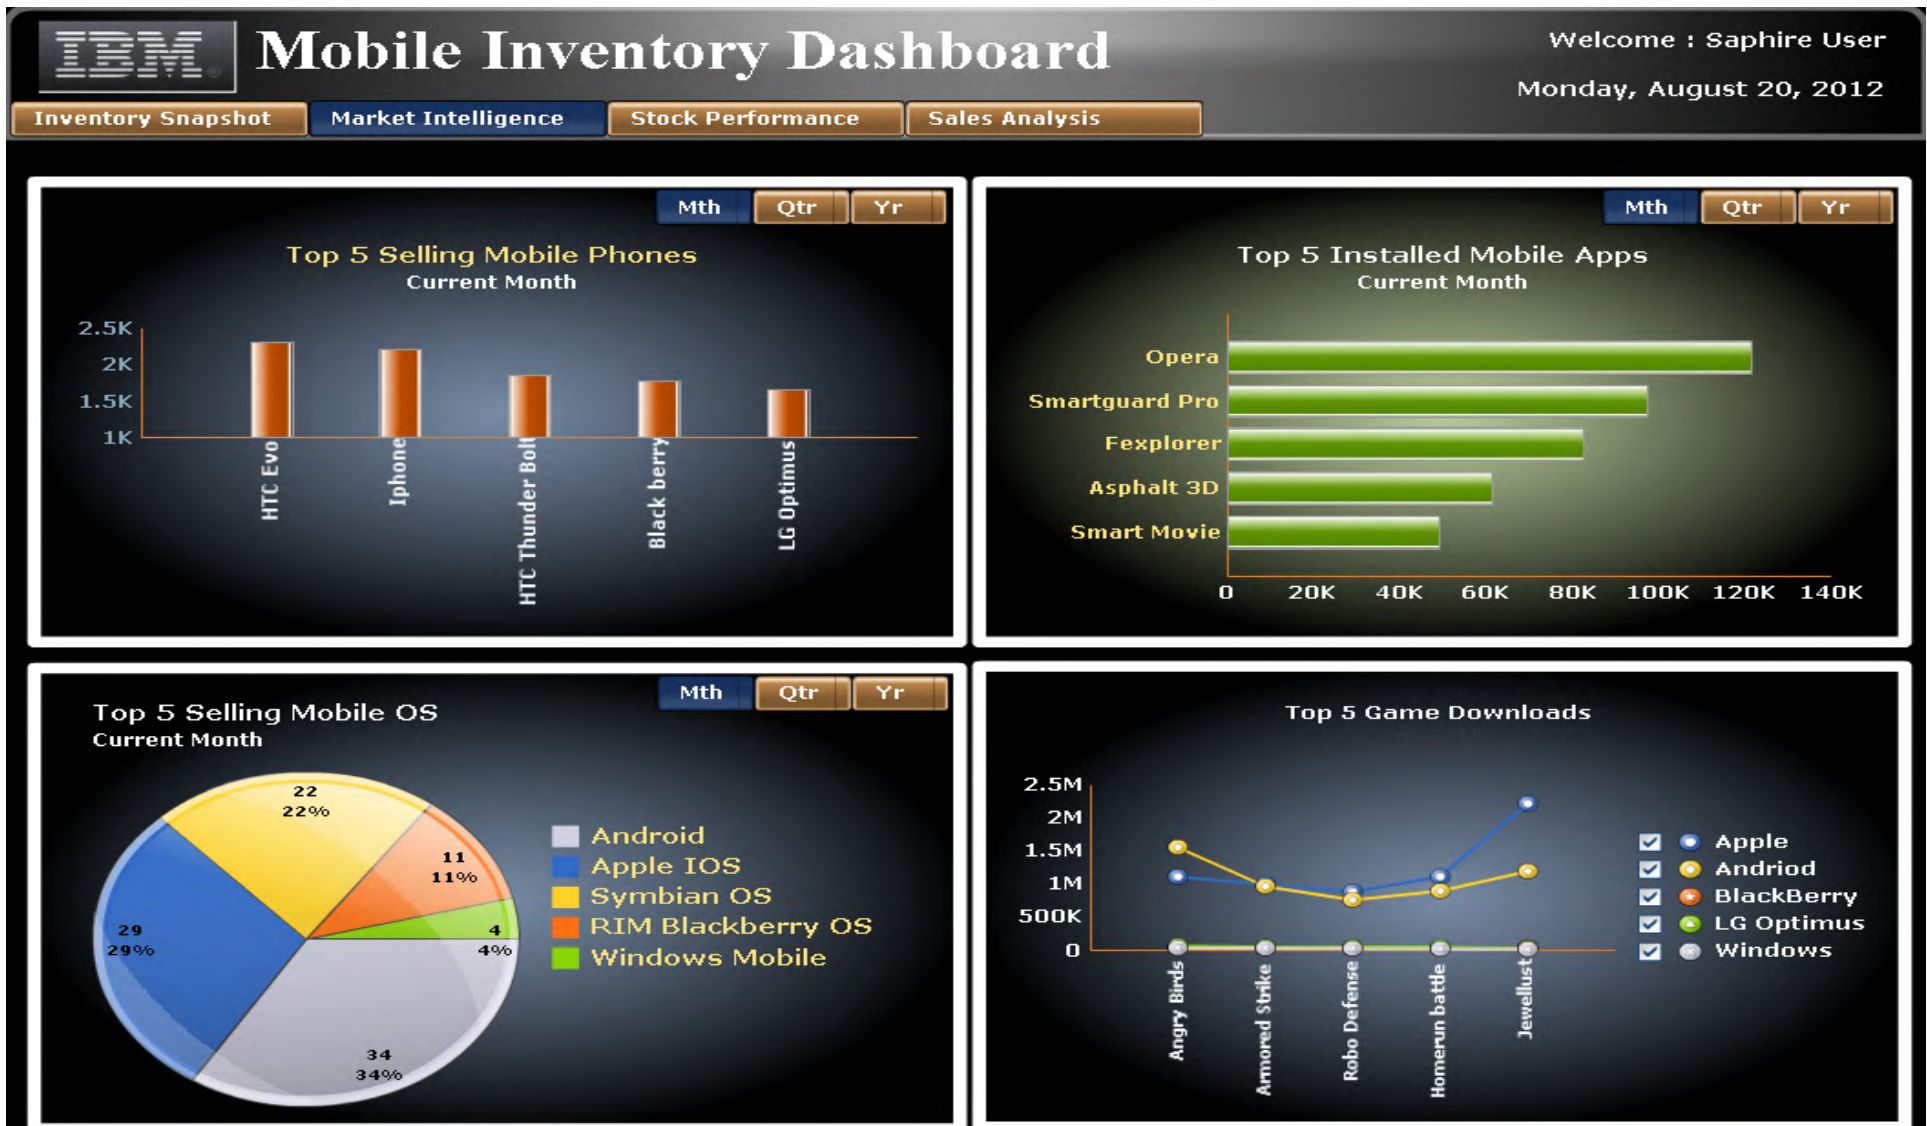 IBM
Mobile Inventory Dashboard
Welcome : Saphire User
Monday, August 20, 2012
Inventory Snapshot
Market Intelligence
Stock Performance
Sales Analysis
Mth
Qtr
Yr
Top 5 Selling Mobile Phones
Current Month
2.5K
2K
1.5K
1K
HTC Evo
Iphone
HTC Thunder Bolt
Black berry
LG Optimus
Mth
Qtr
Yr
Top 5 Installed Mobile Apps
Current Month
Opera
Smartguard Pro
Fexplorer
Asphalt 3D
Smart Movie
0
20K
40K
60K
80K
100K
120K
140K
Mth
Qtr
Yr
Top 5 Selling Mobile OS
Current Month
22
22%
11
11%
4
4%
29
29%
34
34%
Android
Apple IOS
Symbian OS
RIM Blackberry OS
Windows Mobile
Top 5 Game Downloads
2.5M
2M
1.5M
1M
500K
0
Angry Birds
Armored Strike
Robo Defense
Homerun battle
Jewellust
Apple
Andriod
BlackBerry
LG Optimus
Windows